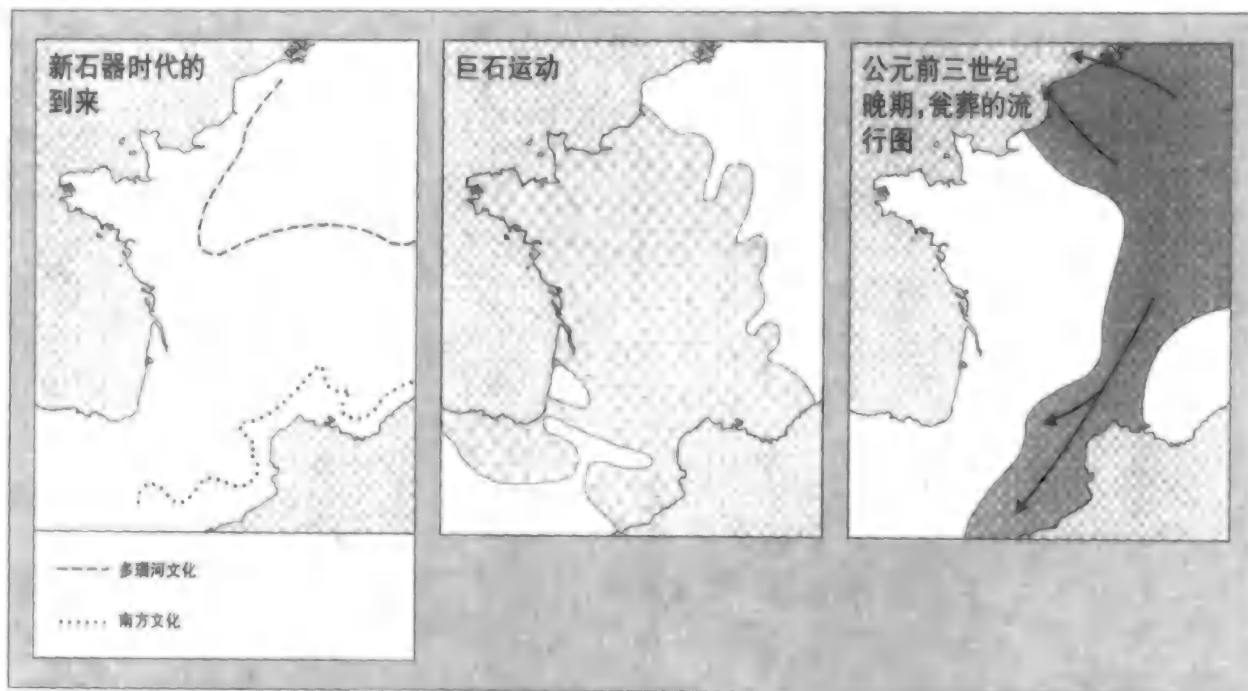 新石器时代的
到来
巨石运动
公元前三世纪
晚期，瓮葬的流
行图
多瑙河文化
南方文化